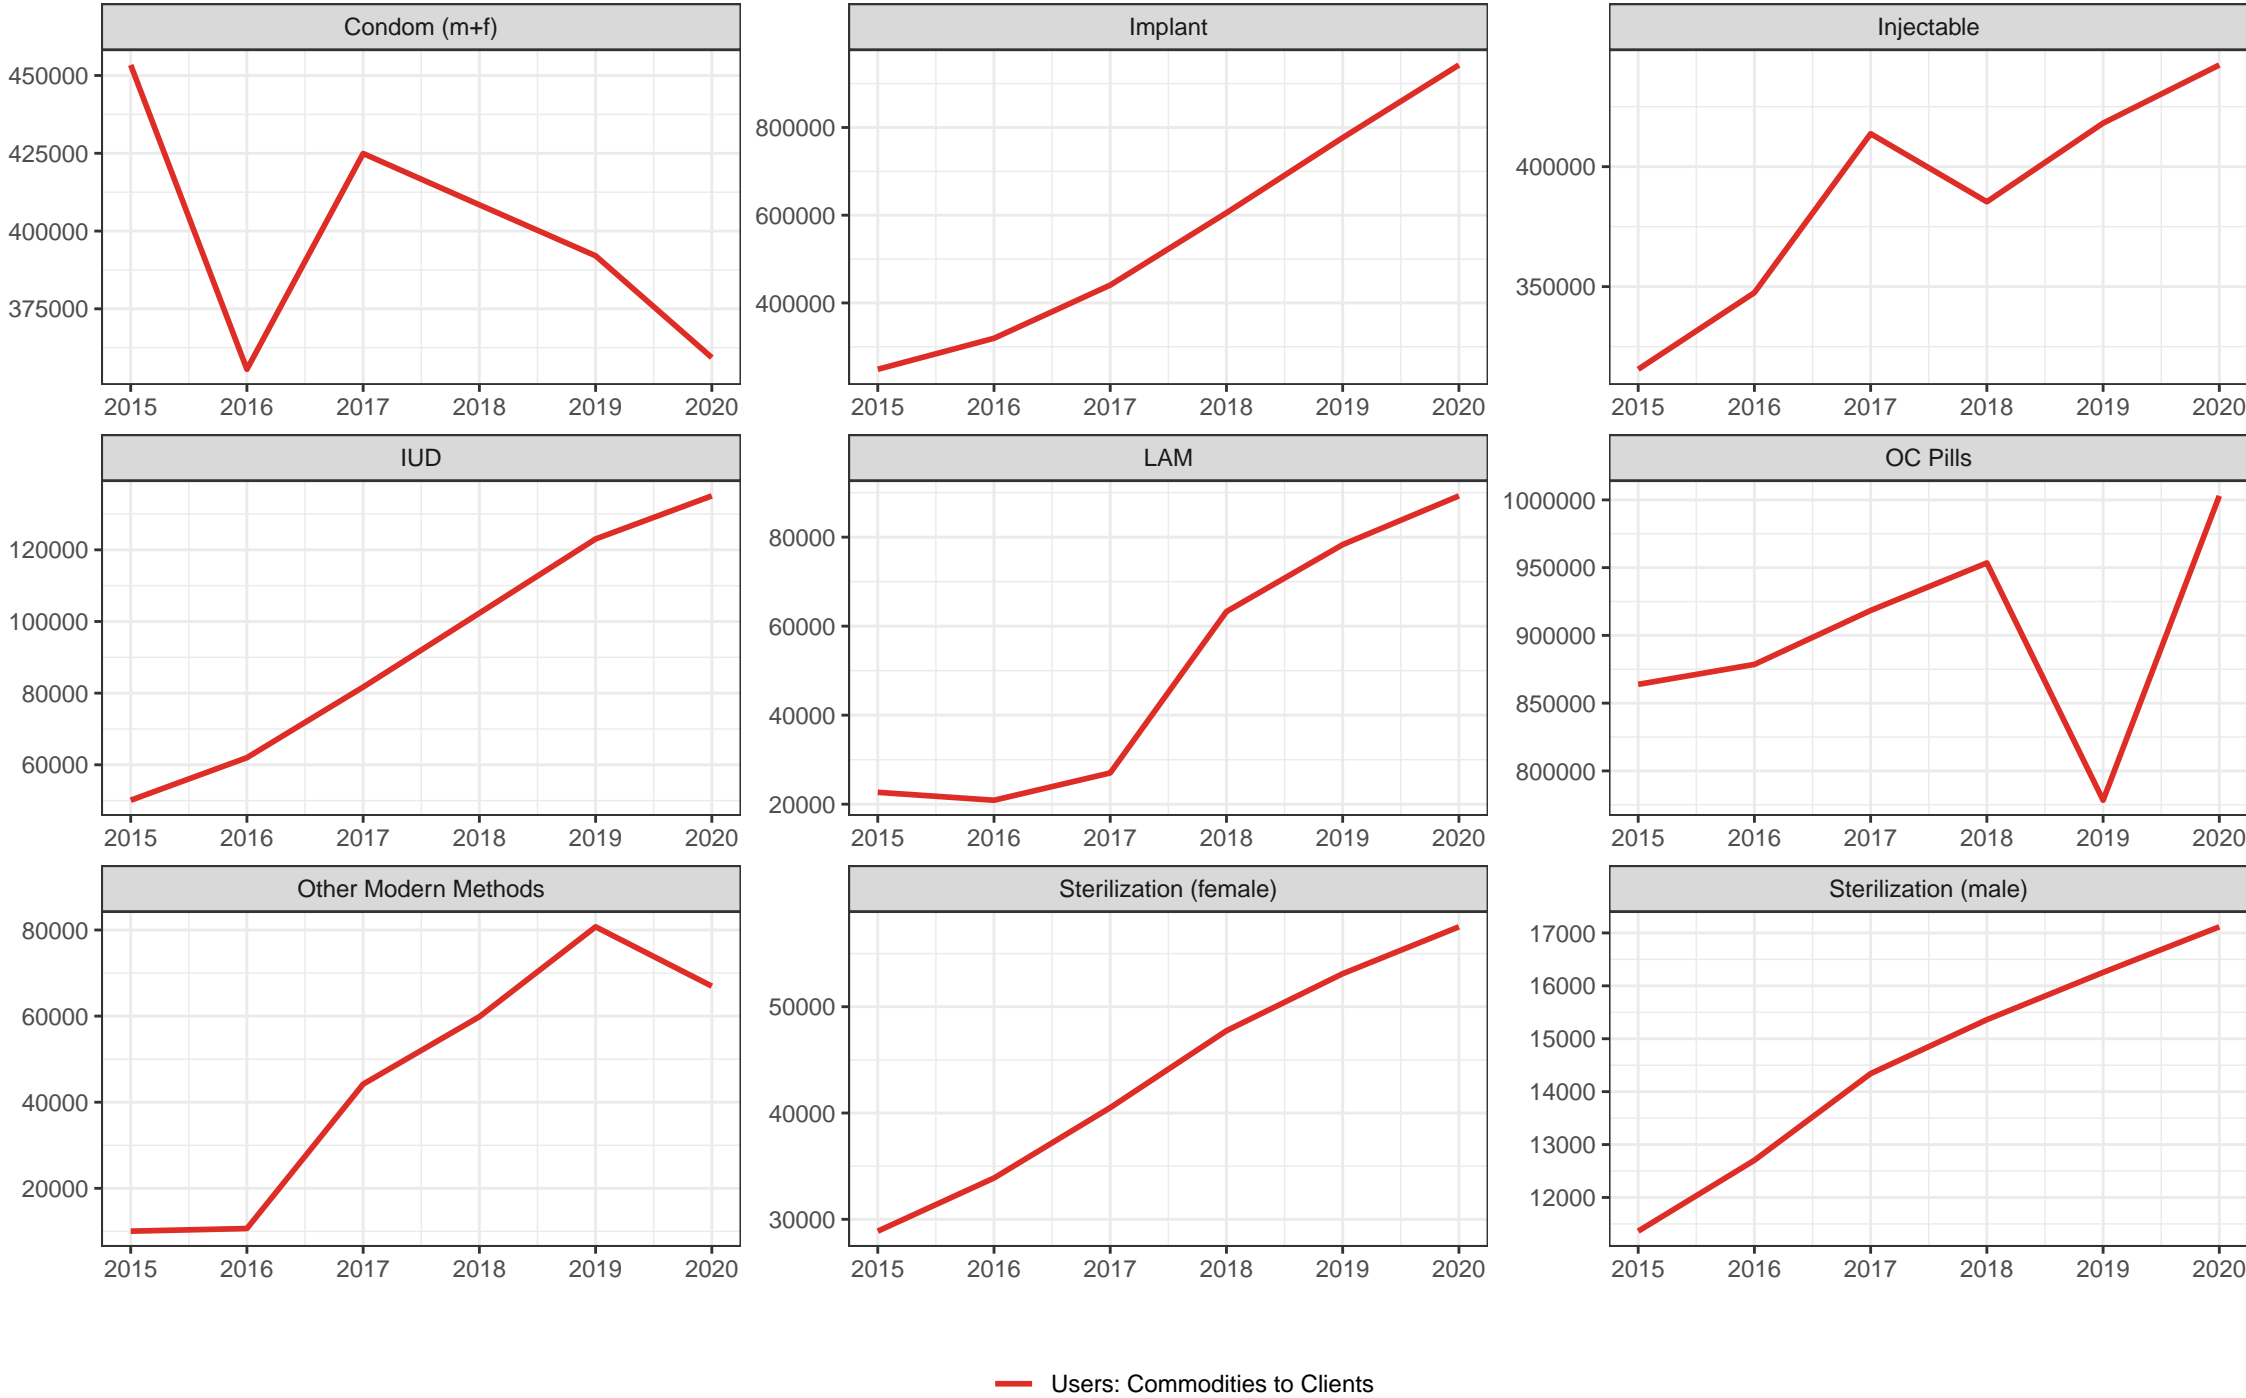 Condom (m+f)
450000
425000
400000
375000
2015 2016 2017 2018 2019 2020
Implant
800000
600000
400000
2015 2016 2017 2018 2019 2020
Injectable
400000
350000
2015 2016 2017 2018 2019 2020
IUD
120000
100000
80000
60000
2015 2016 2017 2018 2019 2020
LAM
80000
60000
40000
20000
2015 2016 2017 2018 2019 2020
OC Pills
1000000
950000
900000
850000
800000
2015 2016 2017 2018 2019 2020
Other Modern Methods
80000
60000
40000
20000
2015 2016 2017 2018 2019 2020
Sterilization (female)
50000
40000
30000
2015 2016 2017 2018 2019 2020
Sterilization (male)
17000
16000
15000
14000
13000
12000
2015 2016 2017 2018 2019 2020
Users: Commodities to Clients